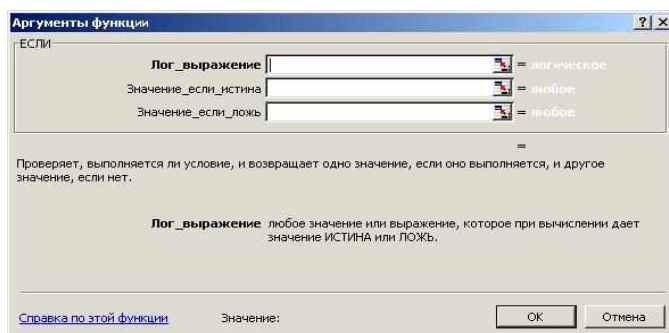 Аргументы функции
ЕСЛИ
Лог_выражение = логическое
Значение_если_истина = любое
Значение_если_ложь = любое
=
Проверяет, выполняется ли условие, и возвращает одно значение, если оно выполняется, и другое
значение, если нет.
Лог_выражение любое значение или выражение, которое при вычислении дает
значение ИСТИНА или ЛОЖЬ.
Справка по этой функции Значение: ОК Отмена